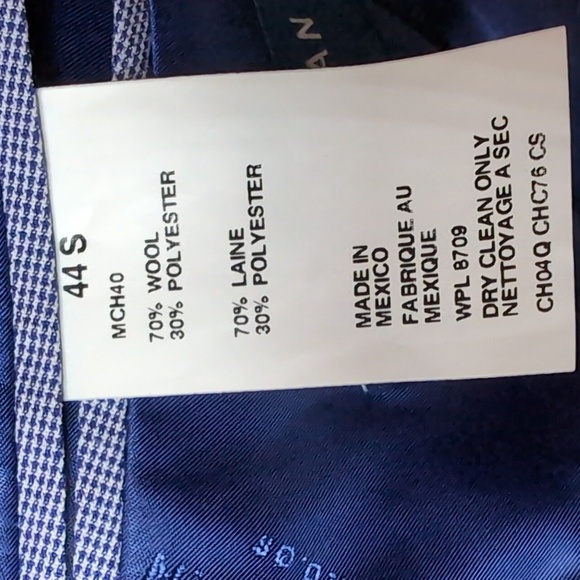 44 S
MCH40
70% WOOL
30% POLYESTER
70% LAINE
30% POLYESTER
MADE IN
MEXICO
FABRIQUE AU
MEXIQUE
WPL 8709
DRY CLEAN ONLY
NETTOYAGE A SEC
CH04Q CHC76 CS